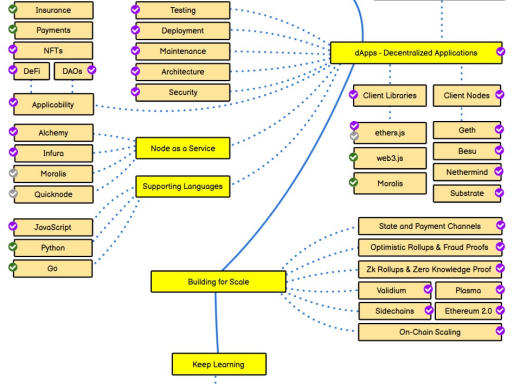 Insurance
Payments
NFTs
DeFi
DAOs
Applicability
Testing
Deployment
Maintenance
Architecture
Security
dApps - Decentralized Applications
Client Libraries
Client Nodes
ethers.js
web3.js
Moralis
Geth
Besu
Nethermind
Substrate
Alchemy
Infura
Moralis
Quicknode
Node as a Service
Supporting Languages
JavaScript
Python
Go
Building for Scale
State and Payment Channels
Optimistic Rollups & Fraud Proofs
Zk Rollups & Zero Knowledge Proof
Validium
Plasma
Sidechains
Ethereum 2.0
On-Chain Scaling
Keep Learning